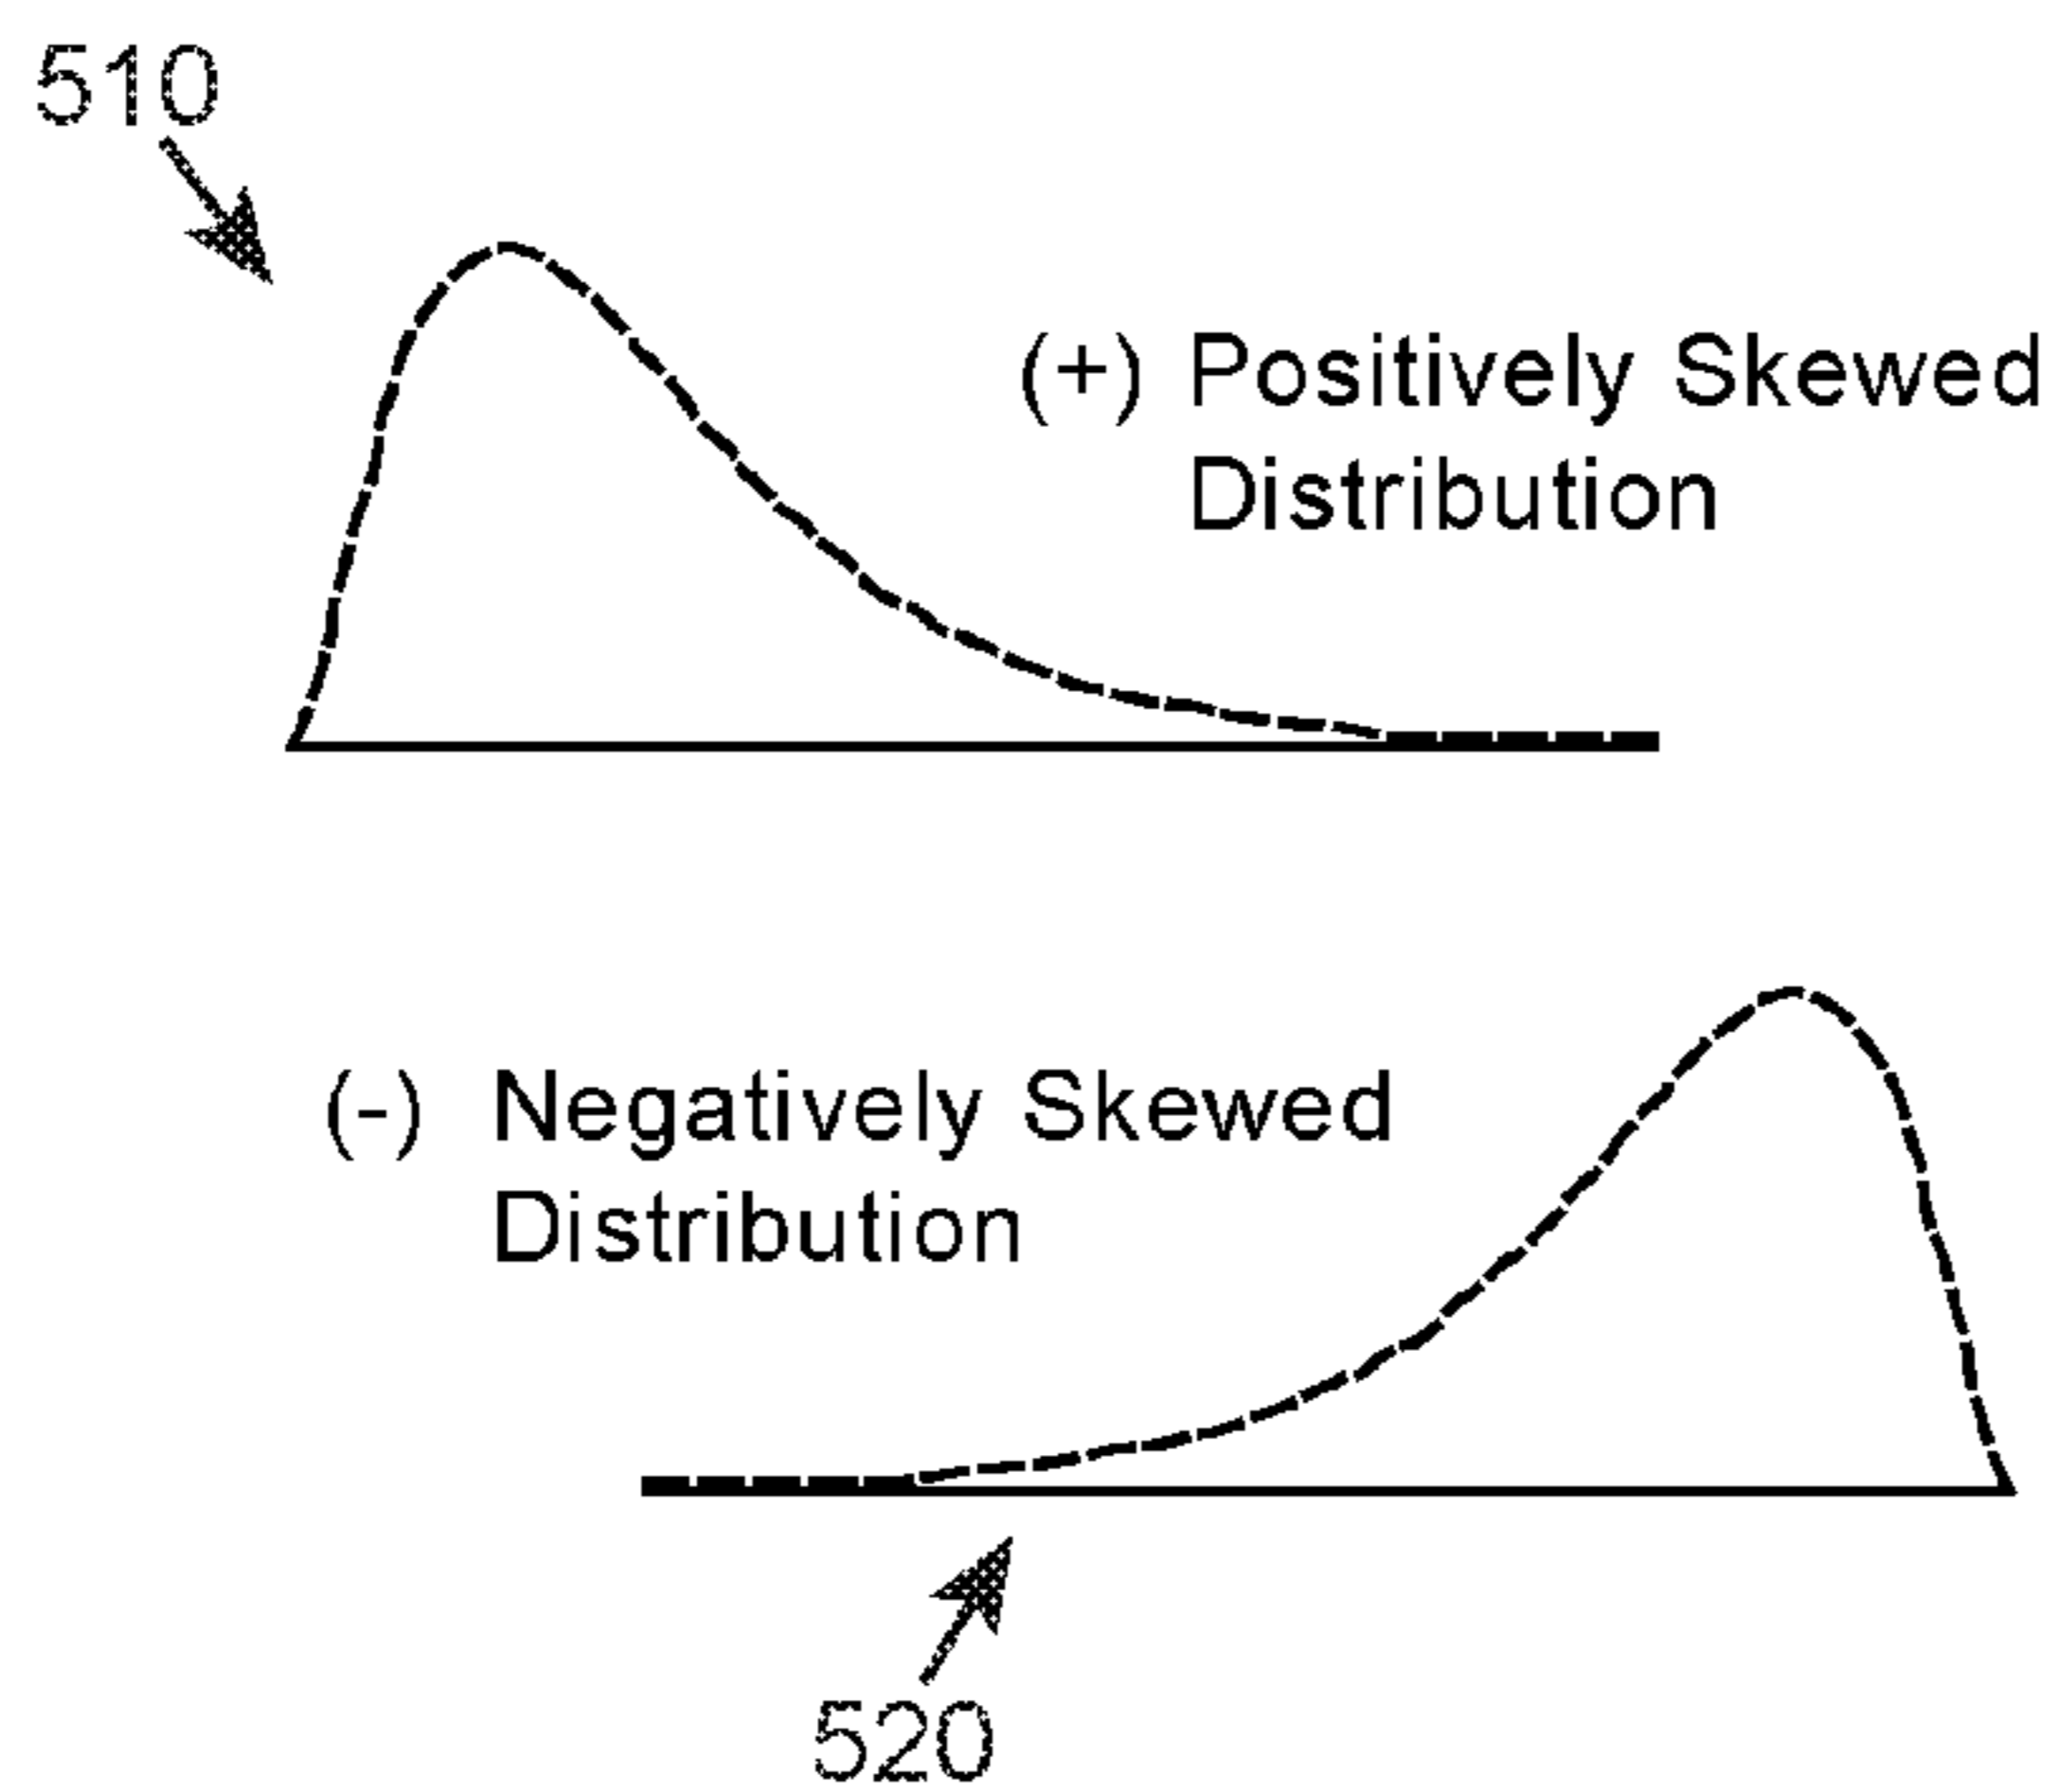 510
(+) Positively Skewed
Distribution
(-) Negatively Skewed
Distribution
520